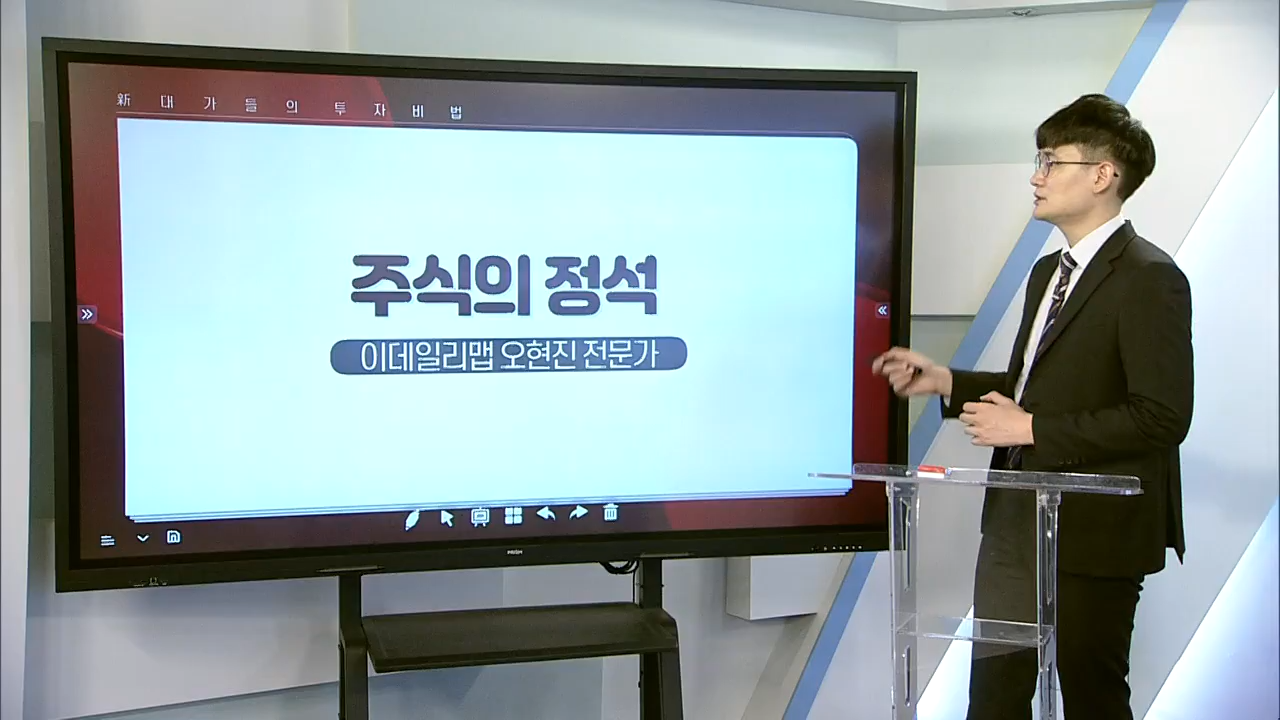 新 대 가 들 의 투 자 비 법
주식의 정석
이데일리맵 오현진 전문가
PRISM